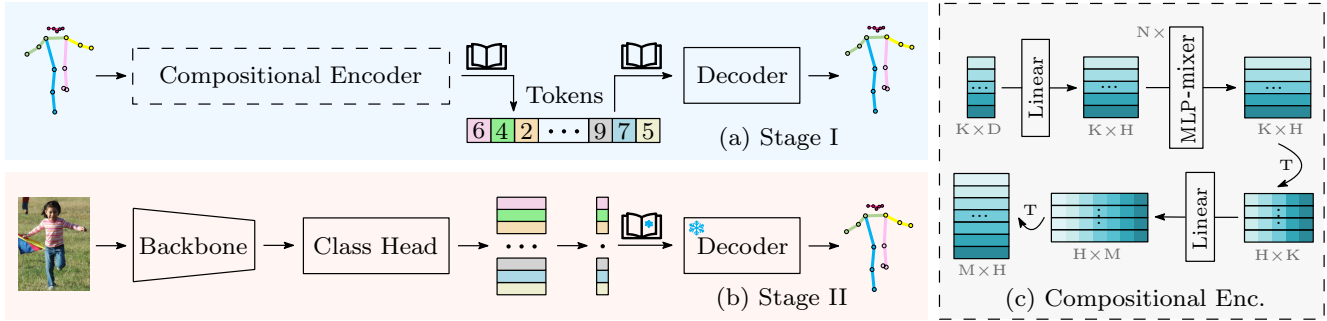 Compositional Encoder
Tokens
6 4 2 ··· 9 7 5
Decoder
(a) Stage I
Backbone
Class Head
···
Decoder
(b) Stage II
K×D
Linear
K×H
N×
MLP-mixer
K×H
T
H×K
Linear
H×M
T
M×H
(c) Compositional Enc.